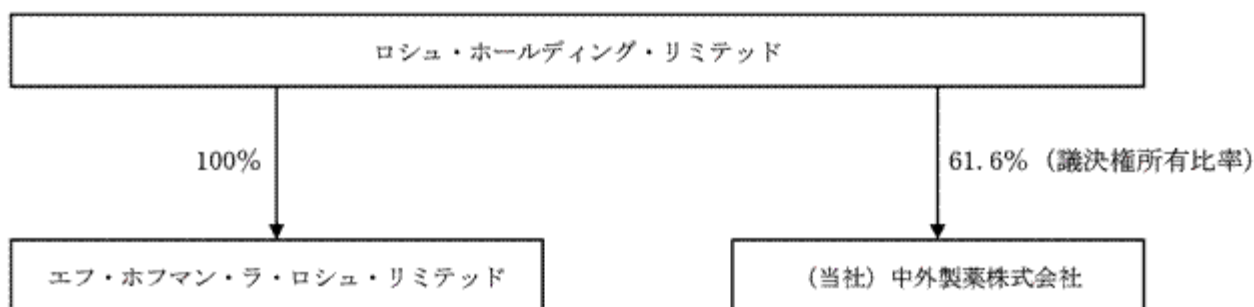 ロシュ・ホールディング・リミテッド
100%
61.6%（議決権所有比率）
エフ・ホフマン・ラ・ロシュ・リミテッド
（当社）中外製薬株式会社